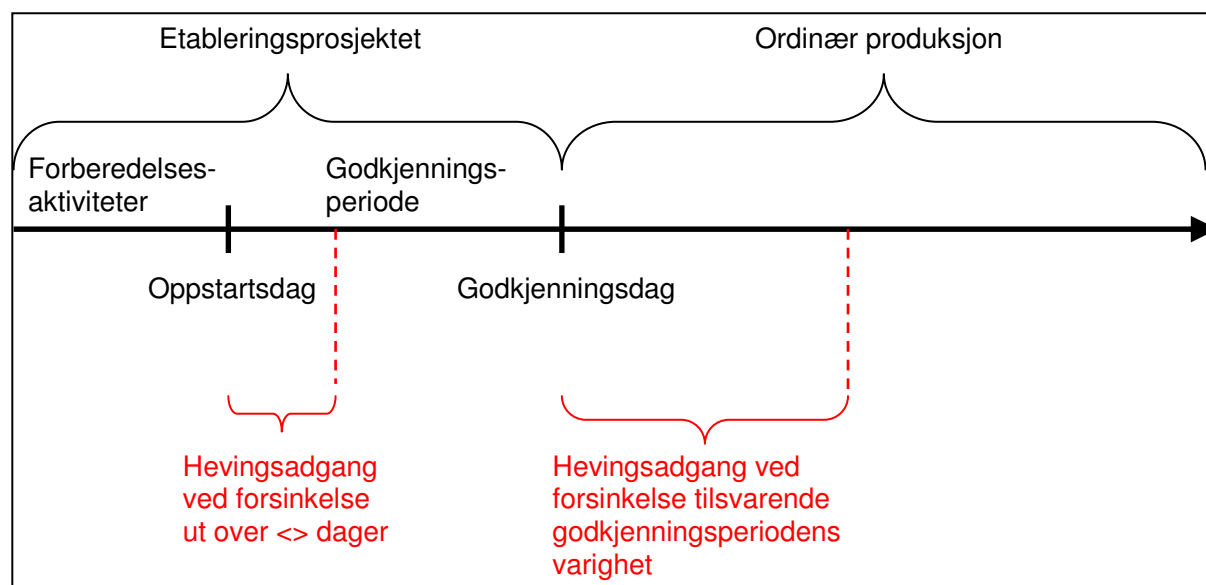 Etableringsprosjektet
Ordinær produksjon
Forberedelses-
aktiviteter
Godkjennings-
periode
Oppstartsdag
Godkjenningsdag
Hevingsadgang
ved forsinkelse
ut over <> dager
Hevingsadgang ved
forsinkelse tilsvarende
godkjenningsperiodens
varighet